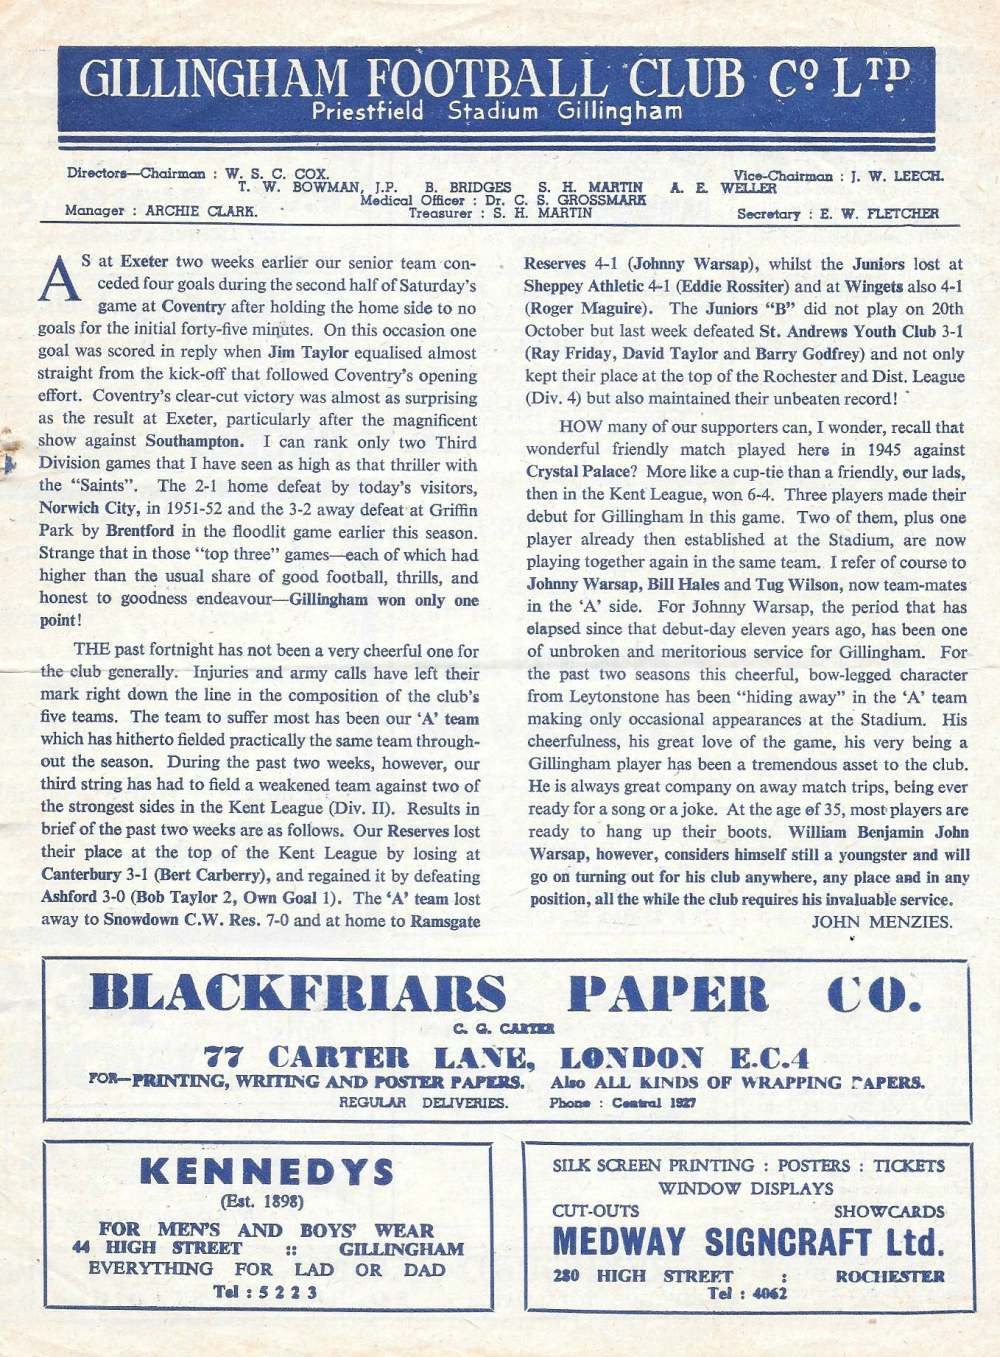 GILLINGHAM FOOTBALL CLUB Cº LTD
Priestfield Stadium Gillingham
Directors—Chairman : W. S. C. COX. Vice-Chairman : J. W. LEECH.
T. W. BOWMAN, J.P. B. BRIDGES S. H. MARTIN A. E. WELLER
Medical Officer : Dr. C. S. GROSSMARK
Manager : ARCHIE CLARK. Treasurer : S. H. MARTIN Secretary : E. W. FLETCHER
AS at Exeter two weeks earlier our senior team con-
ceded four goals during the second half of Saturday's
game at Coventry after holding the home side to no
goals for the initial forty-five minutes. On this occasion one
goal was scored in reply when Jim Taylor equalised almost
straight from the kick-off that followed Coventry's opening
effort. Coventry's clear-cut victory was almost as surprising
as the result at Exeter, particularly after the magnificent
show against Southampton. I can rank only two Third
Division games that I have seen as high as that thriller with
the "Saints". The 2-1 home defeat by today's visitors,
Norwich City, in 1951-52 and the 3-2 away defeat at Griffin
Park by Brentford in the floodlit game earlier this season.
Strange that in those "top three" games—each of which had
higher than the usual share of good football, thrills, and
honest to goodness endeavour—Gillingham won only one
point!
THE past fortnight has not been a very cheerful one for
the club generally. Injuries and army calls have left their
mark right down the line in the composition of the club's
five teams. The team to suffer most has been our 'A' team
which has hitherto fielded practically the same team through-
out the season. During the past two weeks, however, our
third string has had to field a weakened team against two of
the strongest sides in the Kent League (Div. II). Results in
brief of the past two weeks are as follows. Our Reserves lost
their place at the top of the Kent League by losing at
Canterbury 3-1 (Bert Carberry), and regained it by defeating
Ashford 3-0 (Bob Taylor 2, Own Goal 1). The 'A' team lost
away to Snowdown C.W. Res. 7-0 and at home to Ramsgate
Reserves 4-1 (Johnny Warsap), whilst the Juniors lost at
Sheppey Athletic 4-1 (Eddie Rossiter) and at Wingets also 4-1
(Roger Maguire). The Juniors "B" did not play on 20th
October but last week defeated St. Andrews Youth Club 3-1
(Ray Friday, David Taylor and Barry Godfrey) and not only
kept their place at the top of the Rochester and Dist. League
(Div. 4) but also maintained their unbeaten record!
HOW many of our supporters can, I wonder, recall that
wonderful friendly match played here in 1945 against
Crystal Palace? More like a cup-tie than a friendly, our lads,
then in the Kent League, won 6-4. Three players made their
debut for Gillingham in this game. Two of them, plus one
player already then established at the Stadium, are now
playing together again in the same team. I refer of course to
Johnny Warsap, Bill Hales and Tug Wilson, now team-mates
in the 'A' side. For Johnny Warsap, the period that has
elapsed since that debut-day eleven years ago, has been one
of unbroken and meritorious service for Gillingham. For
the past two seasons this cheerful, bow-legged character
from Leytonstone has been "hiding away" in the 'A' team
making only occasional appearances at the Stadium. His
cheerfulness, his great love of the game, his very being a
Gillingham player has been a tremendous asset to the club.
He is always great company on away match trips, being ever
ready for a song or a joke. At the age of 35, most players are
ready to hang up their boots. William Benjamin John
Warsap, however, considers himself still a youngster and will
go on turning out for his club anywhere, any place and in any
position, all the while the club requires his invaluable service.
JOHN MENZIES.
BLACKFRIARS PAPER CO.
C. G. CARTER
77 CARTER LANE, LONDON E.C.4
FOR—PRINTING, WRITING AND POSTER PAPERS. Also ALL KINDS OF WRAPPING PAPERS.
REGULAR DELIVERIES. Phone : Central 1927
KENNEDYS
(Est. 1898)
FOR MEN'S AND BOYS' WEAR
44 HIGH STREET :: GILLINGHAM
EVERYTHING FOR LAD OR DAD
Tel : 5 2 2 3
SILK SCREEN PRINTING : POSTERS : TICKETS
WINDOW DISPLAYS
CUT-OUTS SHOWCARDS
MEDWAY SIGNCRAFT Ltd.
280 HIGH STREET : ROCHESTER
Tel : 4062